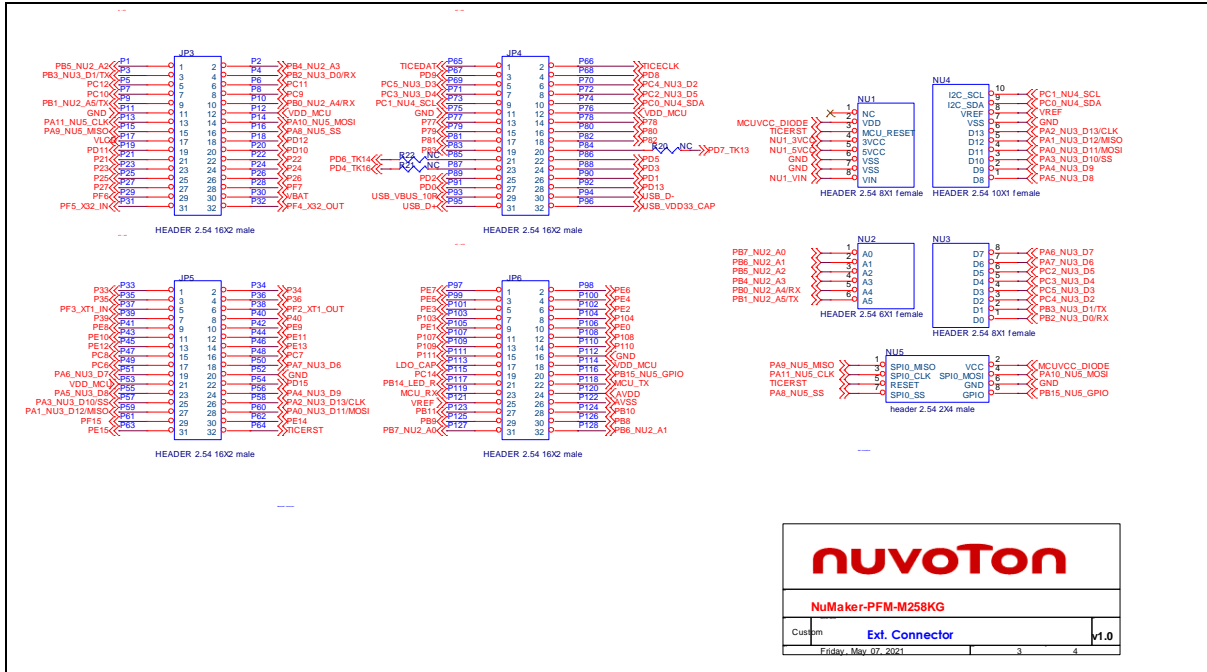 JP3
PB5_NU2_A2 P1 1 2 P2 PB4_NU2_A3
PB3_NU3_D1/TX P3 3 4 P4 PB2_NU3_D0/RX
PC12 P5 5 6 P6 PC11
PC10 P7 7 8 P8 PC9
PB1_NU2_A5/TX P9 9 10 P10 PB0_NU2_A4/RX
GND P11 11 12 P12 VDD_MCU
PA11_NU5_CLK P13 13 14 P14 PA10_NU5_MOSI
PA9_NU5_MISO P15 15 16 P16 PA8_NU5_SS
VLC P17 17 18 P18 PD12
PD11 P19 19 20 P20 PD10
P21 P21 21 22 P22 P22
P23 P23 23 24 P24 P24
P25 P25 25 26 P26 P26
P27 P27 27 28 P28 PF7
PF6 P29 29 30 P30 VBAT
PF5_X32_IN P31 31 32 P32 PF4_X32_OUT
HEADER 2.54 16X2 male
JP4
TICEDAT P65 1 2 P66 TICECLK
PD9 P67 3 4 P68 PD8
PC5_NU3_D3 P69 5 6 P70 PC4_NU3_D2
PC3_NU3_D4 P71 7 8 P72 PC2_NU3_D5
PC1_NU4_SCL P73 9 10 P74 PC0_NU4_SDA
GND P75 11 12 P76 VDD_MCU
P77 P77 13 14 P78 P78
P79 P79 15 16 P80 P80
P81 P81 17 18 P82 P82
P83 P83 19 20 P84 R20 NC PD7_TK13
PD6_TK14 R22 NC P85 21 22 P86 PD5
PD4_TK16 R21 NC P87 23 24 P88 PD3
PD2 P89 25 26 P90 PD1
PD0 P91 27 28 P92 PD13
USB_VBUS_10R P93 29 30 P94 USB_D-
USB_D+ P95 31 32 P96 USB_VDD33_CAP
HEADER 2.54 16X2 male
NU1
1 NC
MCUVCC_DIODE 2 VDD
TICERST 3 MCU_RESET
NU1_3VCC 4 3VCC
NU1_5VCC 5 5VCC
GND 6 VSS
GND 7 VSS
NU1_VIN 8 VIN
HEADER 2.54 8X1 female
NU4
I2C_SCL 10 PC1_NU4_SCL
I2C_SDA 9 PC0_NU4_SDA
VREF 8 VREF
VSS 7 GND
D13 6 PA2_NU3_D13/CLK
D12 5 PA1_NU3_D12/MISO
D11 4 PA0_NU3_D11/MOSI
D10 3 PA3_NU3_D10/SS
D9 2 PA4_NU3_D9
D8 1 PA5_NU3_D8
HEADER 2.54 10X1 female
JP5
P33 P33 1 2 P34 P34
P35 P35 3 4 P36 P36
PF3_XT1_IN P37 5 6 P38 PF2_XT1_OUT
P39 P39 7 8 P40 P40
PE8 P41 9 10 P42 PE9
PE10 P43 11 12 P44 PE11
PE12 P45 13 14 P46 PE13
PC8 P47 15 16 P48 PC7
PC6 P49 17 18 P50 PA7_NU3_D6
PA6_NU3_D7 P51 19 20 P52 GND
VDD_MCU P53 21 22 P54 PD15
PA5_NU3_D8 P55 23 24 P56 PA4_NU3_D9
PA3_NU3_D10/SS P57 25 26 P58 PA2_NU3_D13/CLK
PA1_NU3_D12/MISO P59 27 28 P60 PA0_NU3_D11/MOSI
PF15 P61 29 30 P62 PE14
PE15 P63 31 32 P64 TICERST
HEADER 2.54 16X2 male
JP6
PE7 P97 1 2 P98 PE6
PE5 P99 3 4 P100 PE4
PE3 P101 5 6 P102 PE2
P103 P103 7 8 P104 P104
PE1 P105 9 10 P106 PE0
P107 P107 11 12 P108 P108
P109 P109 13 14 P110 P110
P111 P111 15 16 P112 GND
LDO_CAP P113 17 18 P114 VDD_MCU
PC14 P115 19 20 P116 PB15_NU5_GPIO
PB14_LED_R P117 21 22 P118 MCU_TX
MCU_RX P119 23 24 P120 AVDD
VREF P121 25 26 P122 AVSS
PB11 P123 27 28 P124 PB10
PB9 P125 29 30 P126 PB8
PB7_NU2_A0 P127 31 32 P128 PB6_NU2_A1
HEADER 2.54 16X2 male
NU2
PB7_NU2_A0 1 A0
PB6_NU2_A1 2 A1
PB5_NU2_A2 3 A2
PB4_NU2_A3 4 A3
PB0_NU2_A4/RX 5 A4
PB1_NU2_A5/TX 6 A5
HEADER 2.54 6X1 female
NU3
D7 8 PA6_NU3_D7
D6 7 PA7_NU3_D6
D5 6 PC2_NU3_D5
D4 5 PC3_NU3_D4
D3 4 PC5_NU3_D3
D2 3 PC4_NU3_D2
D1 2 PB3_NU3_D1/TX
D0 1 PB2_NU3_D0/RX
HEADER 2.54 8X1 female
NU5
PA9_NU5_MISO 1 SPI0_MISO VCC 2 MCUVCC_DIODE
PA11_NU5_CLK 3 SPI0_CLK SPI0_MOSI 4 PA10_NU5_MOSI
TICERST 5 RESET GND 6 GND
PA8_NU5_SS 7 SPI0_SS GPIO 8 PB15_NU5_GPIO
header 2.54 2X4 male
nuvoTon
NuMaker-PFM-M258KG
Custom Ext. Connector v1.0
Friday, May 07, 2021 3 4